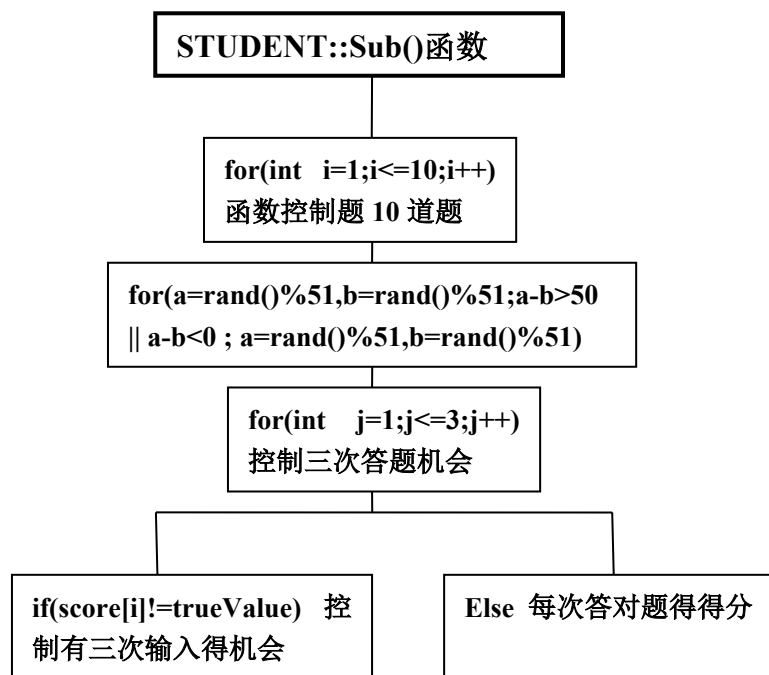 STUDENT::Sub()函数
for(int i=1;i<=10;i++)
函数控制题 10 道题
for(a=rand()%51,b=rand()%51;a-b>50
|| a-b<0 ; a=rand()%51,b=rand()%51)
for(int j=1;j<=3;j++)
控制三次答题机会
if(score[i]!=trueValue) 控
制有三次输入得机会
Else 每次答对题得得分